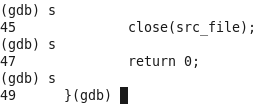 (gdb) s
45 close(src_file);
(gdb) s
47 return 0;
(gdb) s
49 }(gdb)